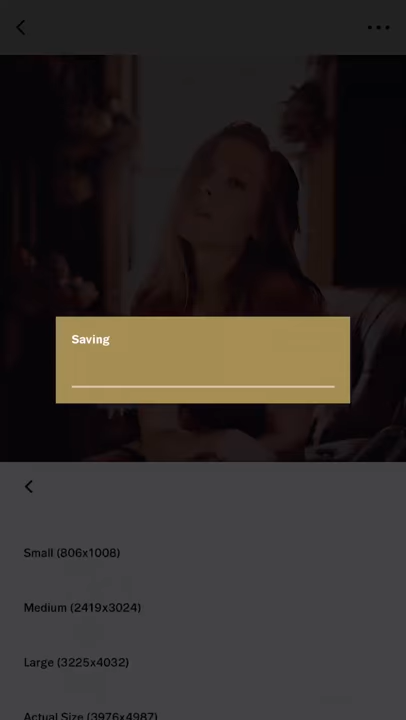 Saving
Small (806x1008)
Medium (2419x3024)
Large (3225x4032)
Actual Size (3976x4987)